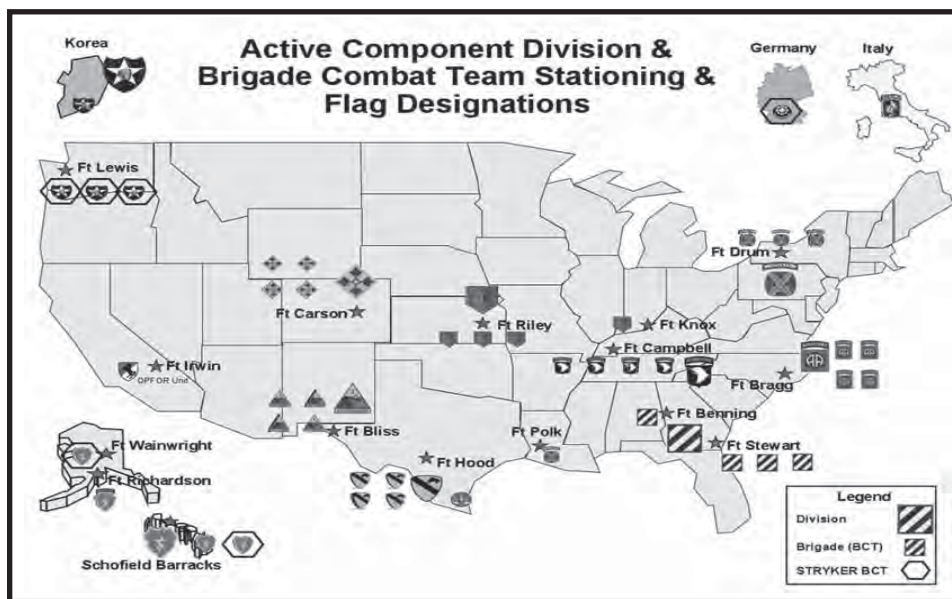 Active Component Division &
Brigade Combat Team Stationing &
Flag Designations
Korea
Germany
Italy
Ft Lewis
Ft Drum
Ft Carson
Ft Riley
Ft Knox
Ft Campbell
Ft Irwin
OPFOR Unit
Ft Bragg
Ft Benning
Ft Bliss
Ft Polk
Ft Stewart
Ft Wainwright
Ft Hood
Ft Richardson
Schofield Barracks
Legend
Division
Brigade (BCT)
STRYKER BCT